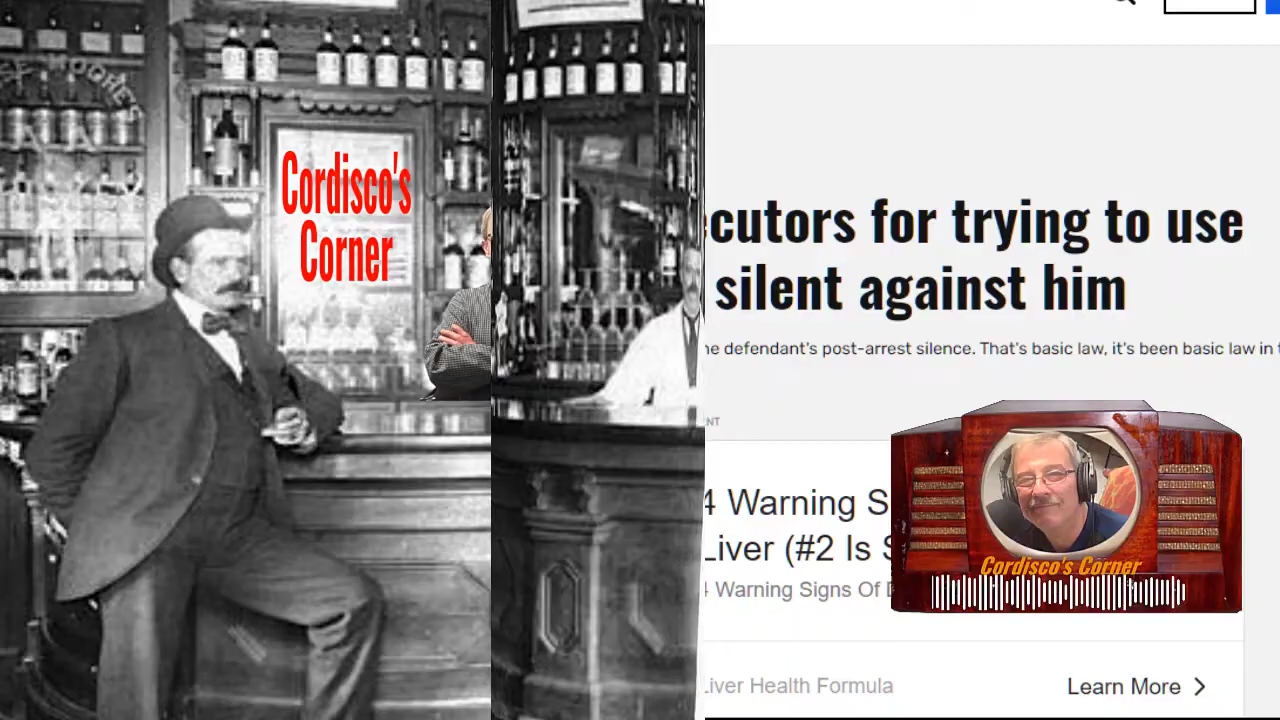 Cordisco's
Corner
ecutors for trying to use
silent against him
he defendant's post-arrest silence. That's basic law, it's been basic law in t
NT
4 Warning S
Liver (#2 Is S
4 Warning Signs Of D
Liver Health Formula
Learn More
Cordisco's Corner